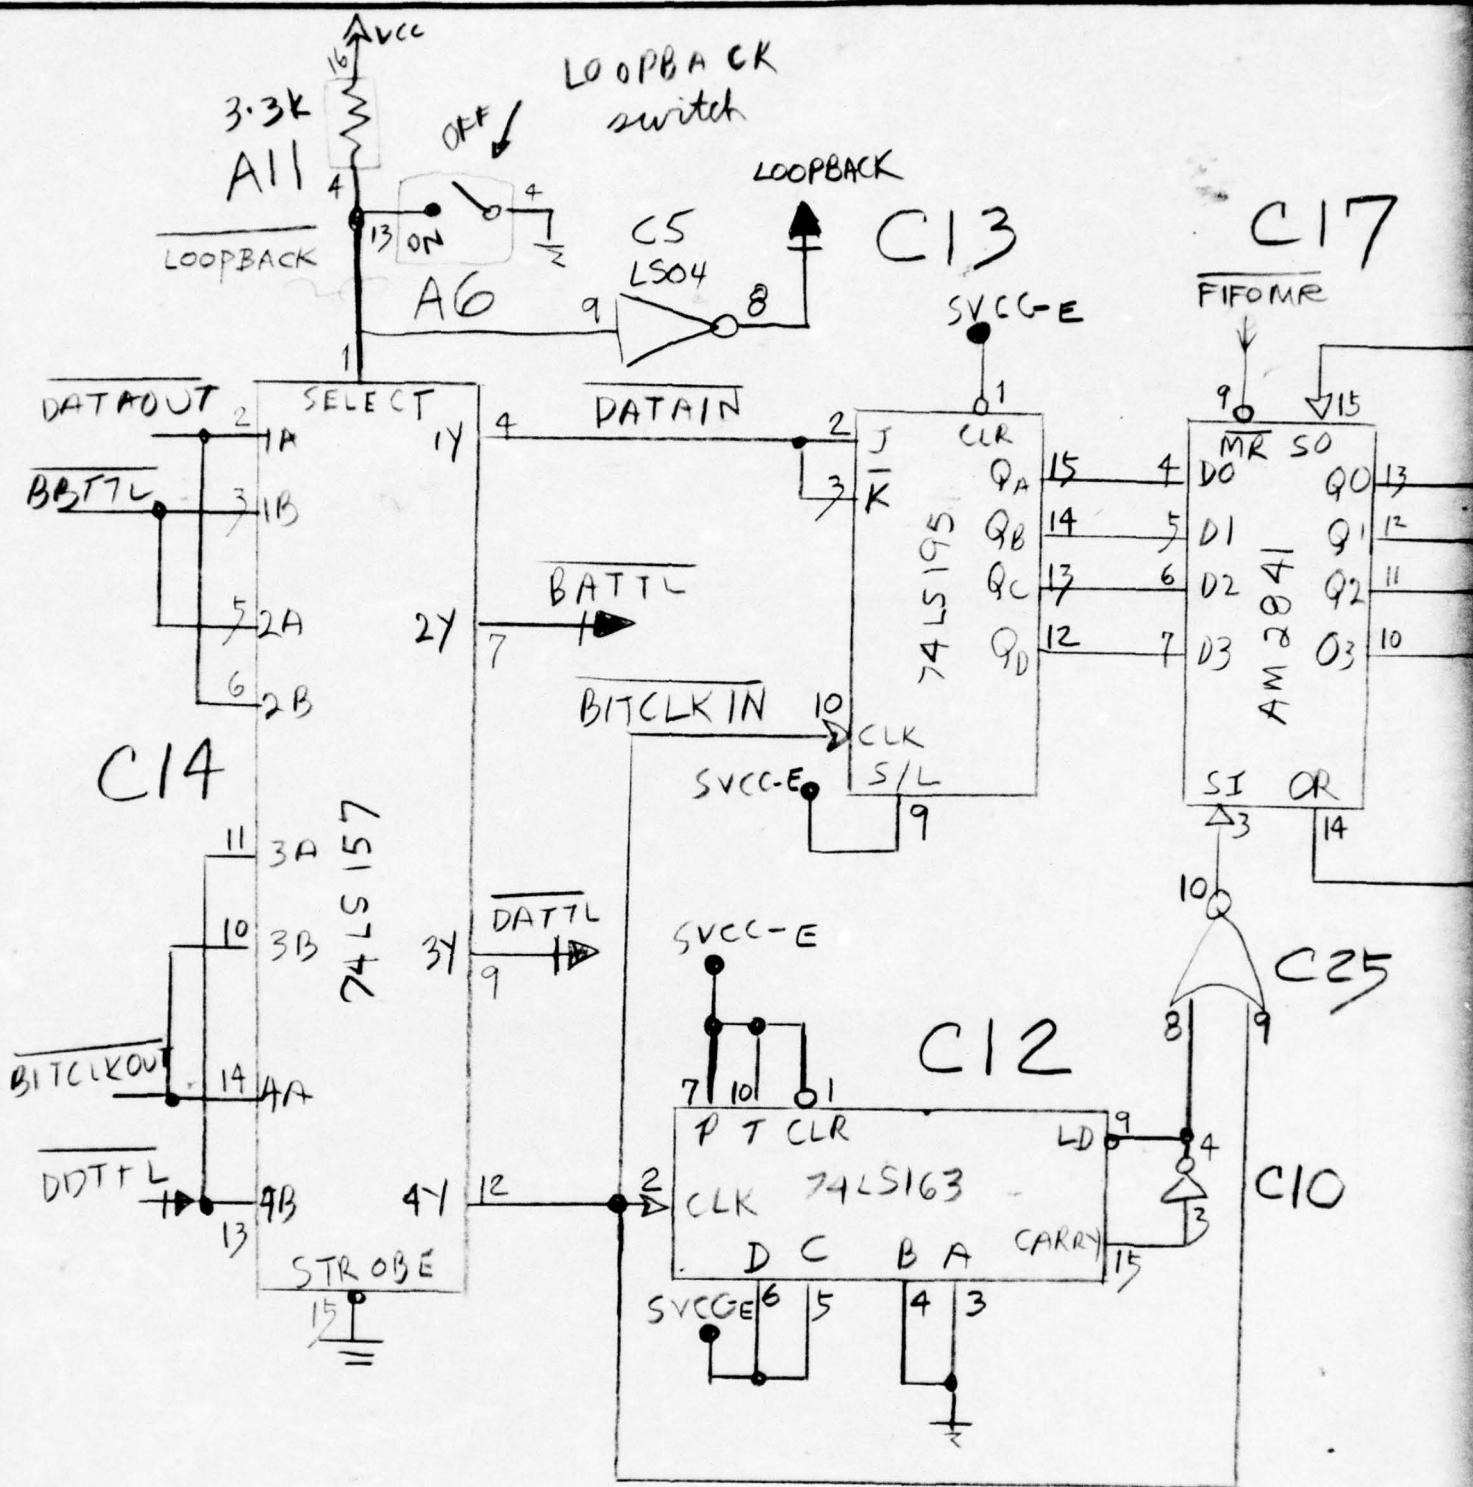 VCC
16
3.3K
A11
4
LOOPBACK
switch
OFF
4
13
ON
LOOPBACK
A6
C5
LS04
9
8
LOOPBACK
C13
SVCC-E
C17
FIFOMR
1
SELECT
DATAOUT
2
1A
1Y
4
DATAIN
BBTTL
3
1B
5
2A
6
2B
2Y
7
BATTL
C14
74LS157
11
3A
10
3B
3Y
9
DATTL
BITCLKOUT
14
4A
DDTTL
13
4B
4Y
12
STROBE
15
1
CLR
2
J
3
K
QA
15
QB
14
QC
13
QD
12
74LS195
BITCLKIN
10
CLK
S/L
9
SVCC-E
9
MR
SO
15
4
D0
5
D1
6
D2
7
D3
Q0
13
Q1
12
Q2
11
O3
10
AM2841
SI
OR
3
14
10
C25
8
9
SVCC-E
C12
7
10
1
P
T
CLR
LD
9
4
2
CLK
74LS163
C10
3
CARRY
15
D
C
B
A
6
5
4
3
SVCC-E